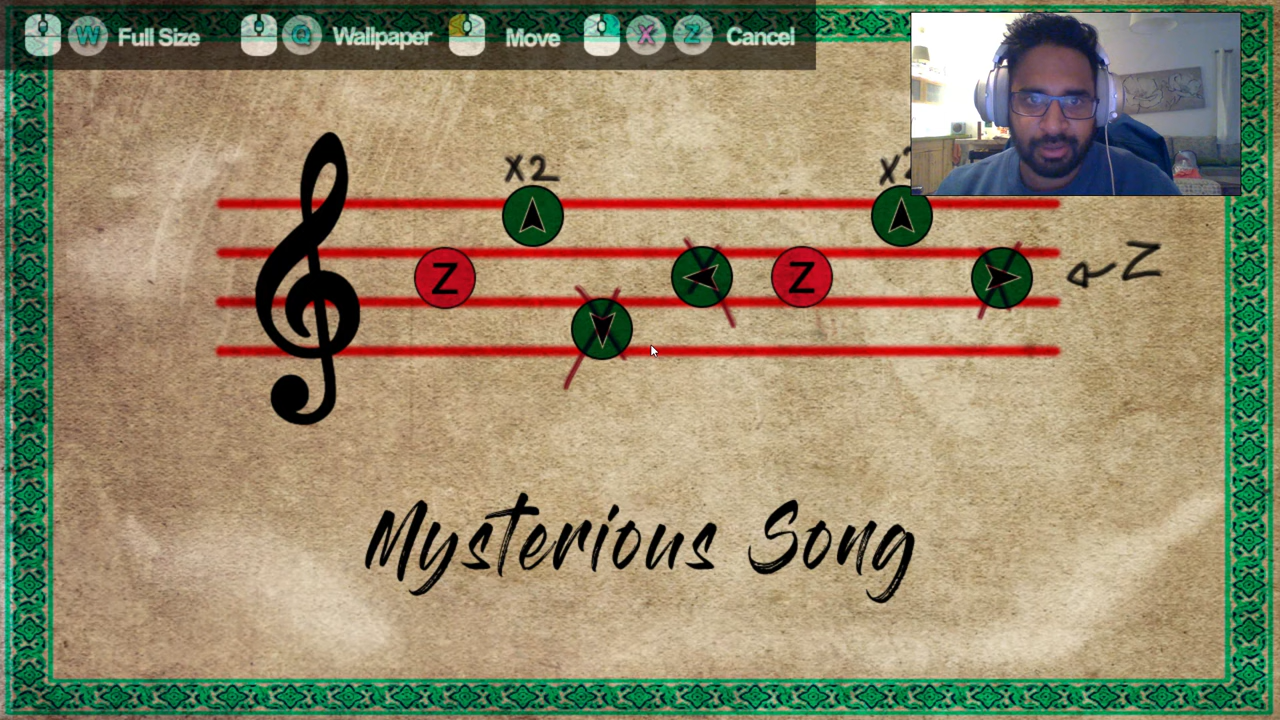 W Full Size Q Wallpaper Move X Z Cancel
X2
Z Z
Z
Mysterious Song